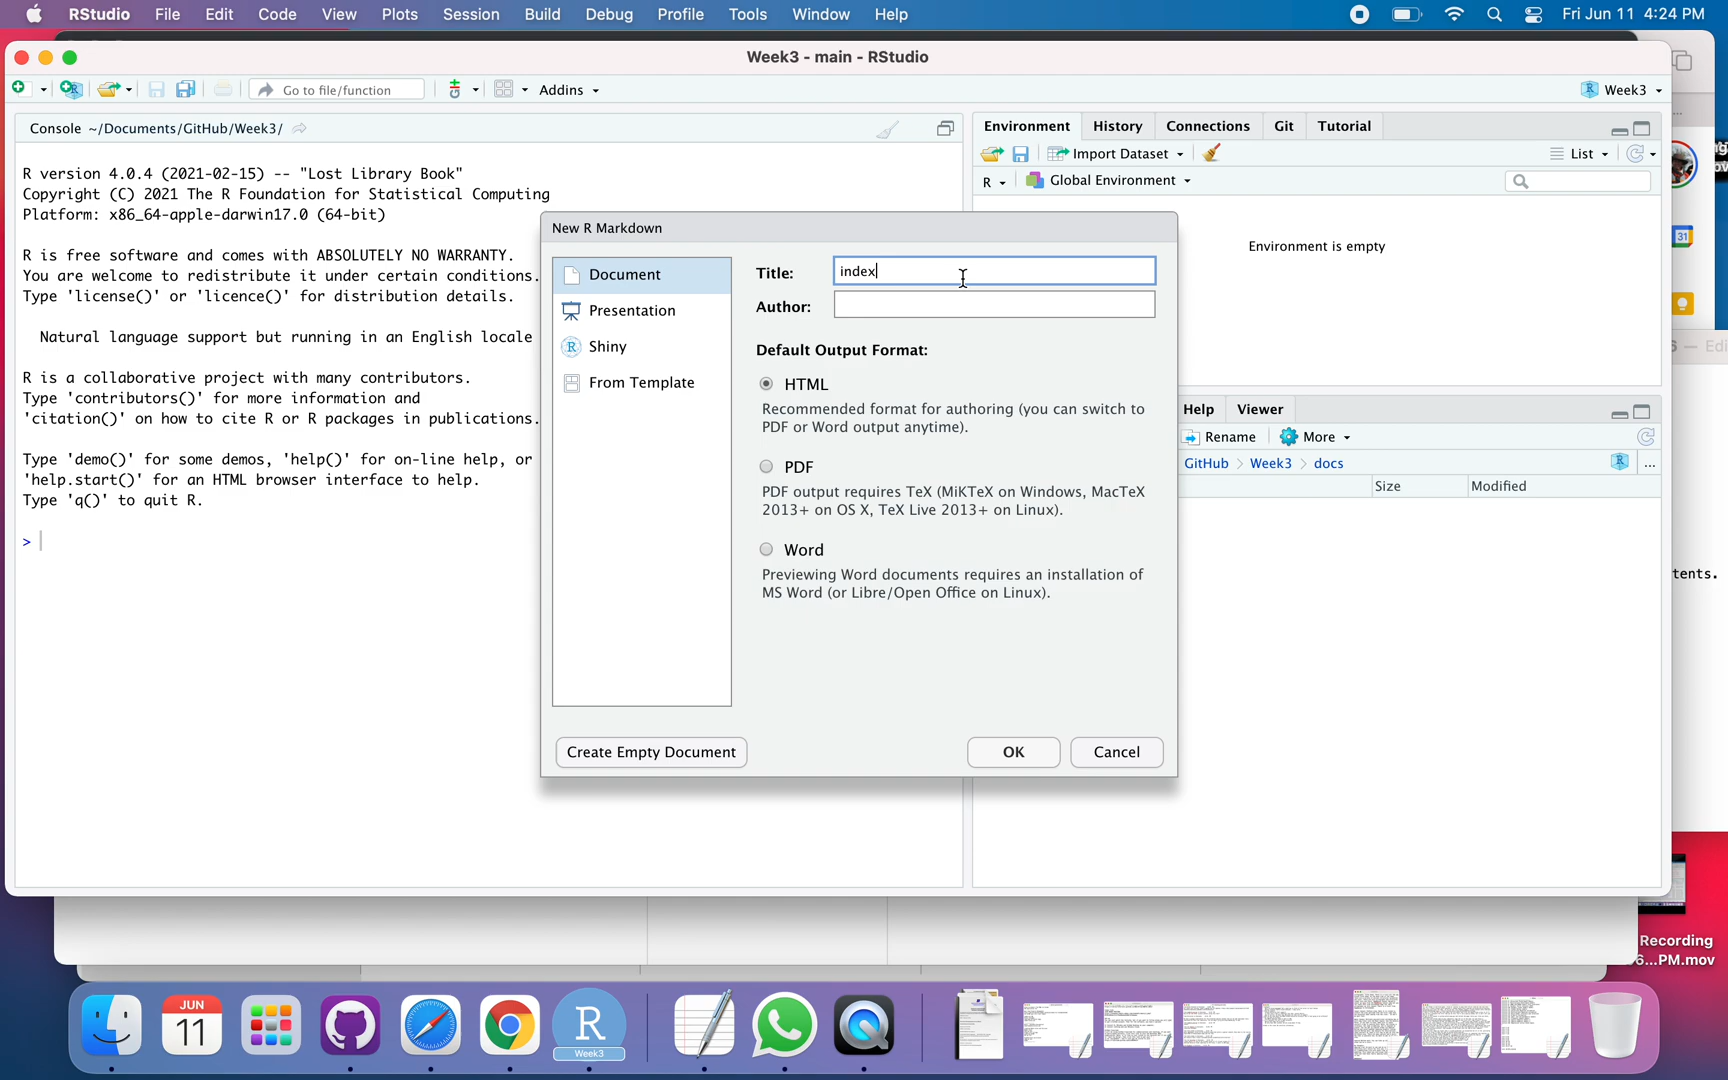 RStudio File Edit Code View Plots Session Build Debug Profile Tools Window Help Fri Jun 11 4:24 PM
Week3 - main - RStudio
Go to file/function Addins Week3
Console ~/Documents/GitHub/Week3/
Environment History Connections Git Tutorial
Import Dataset List
R Global Environment
Environment is empty
R version 4.0.4 (2021-02-15) -- "Lost Library Book"
Copyright (C) 2021 The R Foundation for Statistical Computing
Platform: x86_64-apple-darwin17.0 (64-bit)
R is free software and comes with ABSOLUTELY NO WARRANTY.
You are welcome to redistribute it under certain conditions.
Type 'license()' or 'licence()' for distribution details.
Natural language support but running in an English locale
R is a collaborative project with many contributors.
Type 'contributors()' for more information and
'citation()' on how to cite R or R packages in publications.
Type 'demo()' for some demos, 'help()' for on-line help, or
'help.start()' for an HTML browser interface to help.
Type 'q()' to quit R.
>
New R Markdown
Document
Presentation
Shiny
From Template
Title: index
Author:
Default Output Format:
HTML
Recommended format for authoring (you can switch to
PDF or Word output anytime).
PDF
PDF output requires TeX (MiKTeX on Windows, MacTeX
2013+ on OS X, TeX Live 2013+ on Linux).
Word
Previewing Word documents requires an installation of
MS Word (or Libre/Open Office on Linux).
Create Empty Document OK Cancel
Help Viewer
Rename More
GitHub Week3 docs
Size Modified
31
6 — Edi
tents.
Recording
6...PM.mov
JUN
11
R
Week3